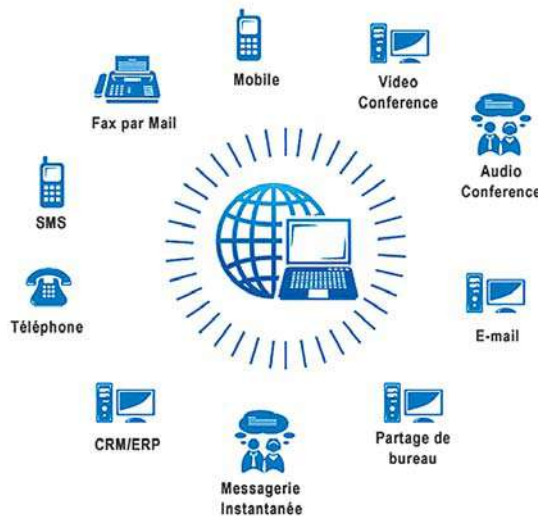 Mobile
Video
Conference
Fax par Mail
Audio
Conference
SMS
Téléphone
E-mail
CRM/ERP
Partage de
bureau
Messagerie
Instantanée